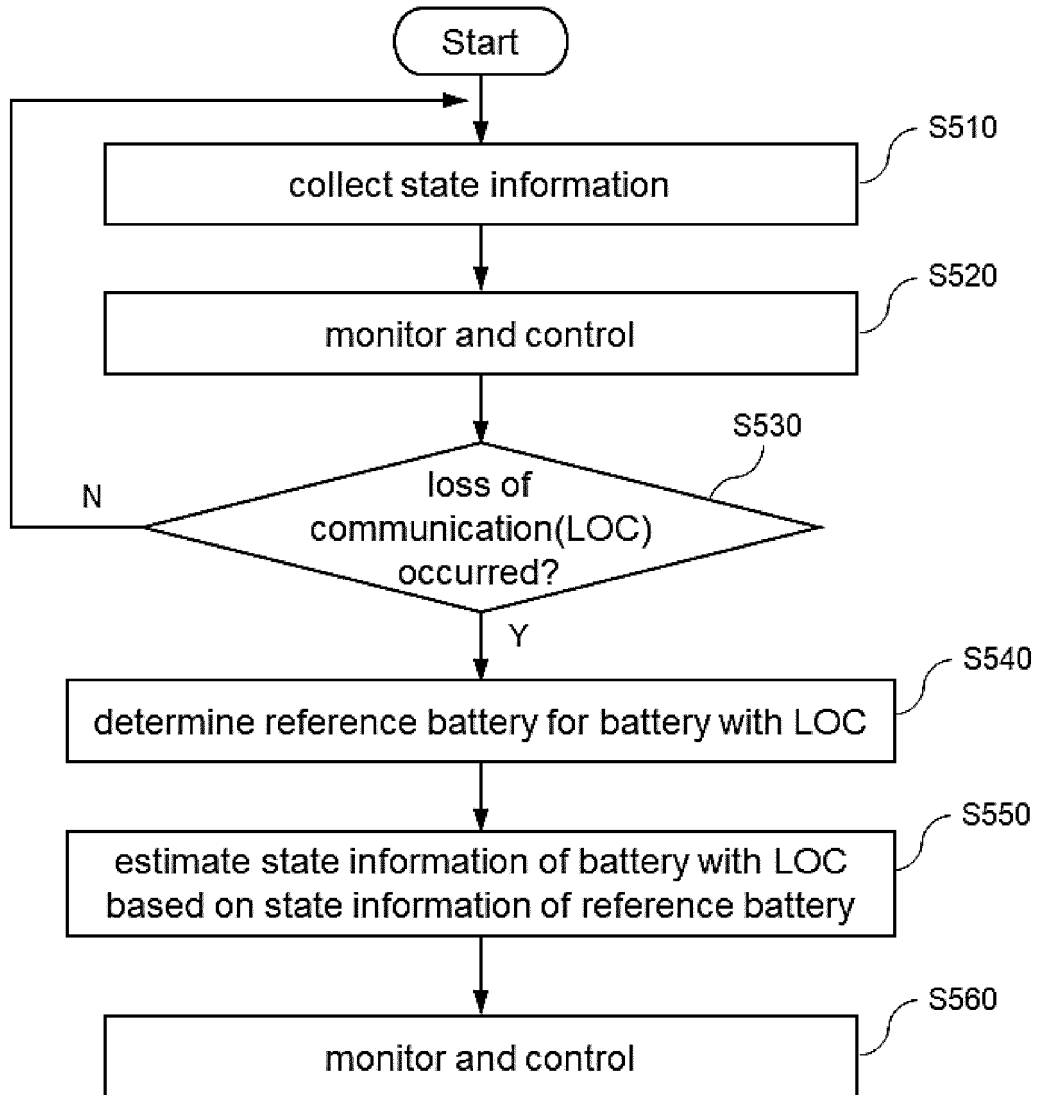 Start
S510
collect state information
S520
monitor and control
S530
loss of
communication(LOC)
occurred?
N
Y
S540
determine reference battery for battery with LOC
S550
estimate state information of battery with LOC
based on state information of reference battery
S560
monitor and control